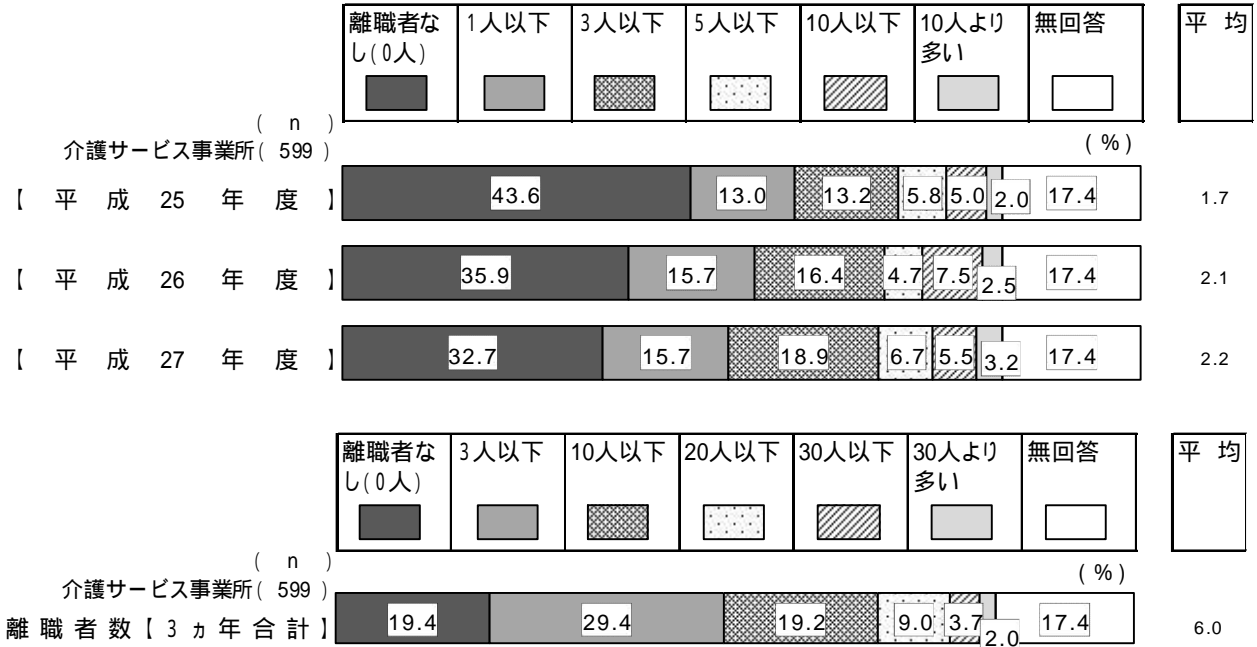 離職者なし(0人) 1人以下 3人以下 5人以下 10人以下 10人より多い 無回答 平 均
( n )
介護サービス事業所( 599 ) ( % )
【 平 成 25 年 度 】 43.6 13.0 13.2 5.8 5.0 2.0 17.4 1.7
【 平 成 26 年 度 】 35.9 15.7 16.4 4.7 7.5 2.5 17.4 2.1
【 平 成 27 年 度 】 32.7 15.7 18.9 6.7 5.5 3.2 17.4 2.2
離職者なし(0人) 3人以下 10人以下 20人以下 30人以下 30人より多い 無回答 平 均
( n )
介護サービス事業所( 599 ) ( % )
離職者数【3ヵ年合計】 19.4 29.4 19.2 9.0 3.7 2.0 17.4 6.0